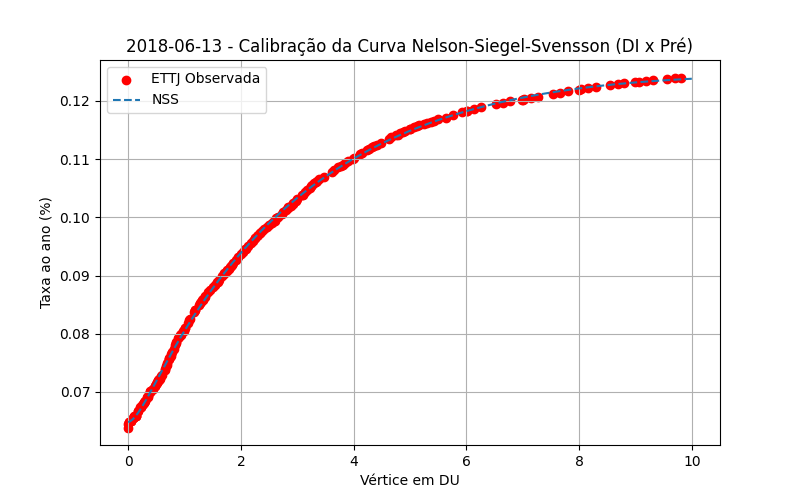 2018-06-13 - Calibração da Curva Nelson-Siegel-Svensson (DI x Pré)
ETTJ Observada
NSS
Taxa ao ano (%)
0.12
0.11
0.10
0.09
0.08
0.07
0 2 4 6 8 10
Vértice em DU